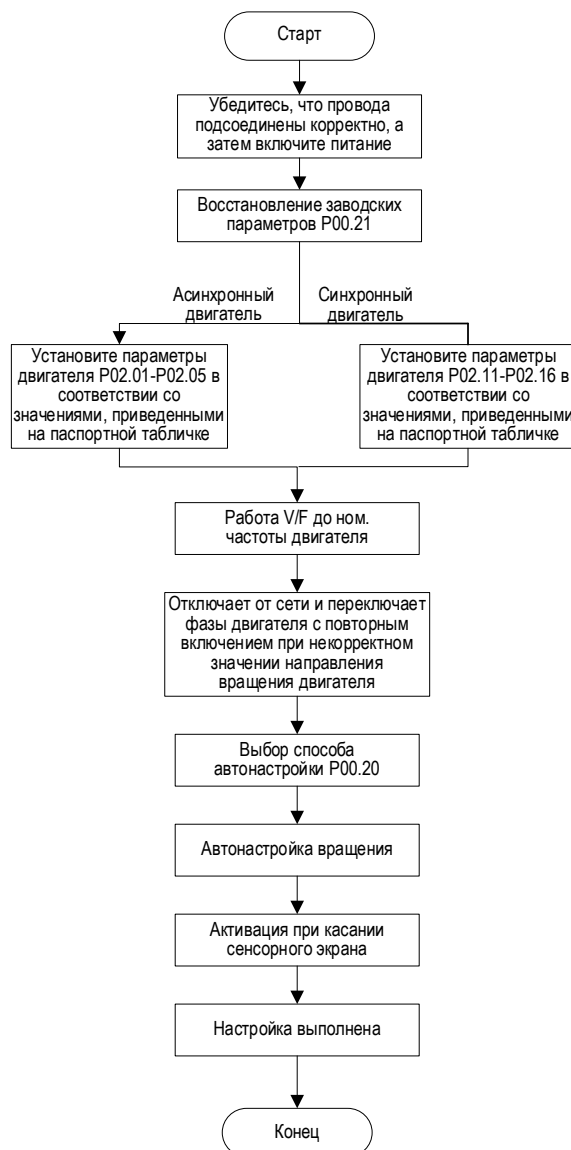 Старт
Убедитесь, что провода
подсоединены корректно, а
затем включите питание
Восстановление заводских
параметров P00.21
Асинхронный
двигатель
Синхронный
двигатель
Установите параметры
двигателя P02.01-P02.05 в
соответствии со
значениями, приведенными
на паспортной табличке
Установите параметры
двигателя P02.11-P02.16 в
соответствии со
значениями, приведенными
на паспортной табличке
Работа V/F до ном.
частоты двигателя
Отключает от сети и переключает
фазы двигателя с повторным
включением при некорректном
значении направления
вращения двигателя
Выбор способа
автонастройки P00.20
Автонастройка вращения
Активация при касании
сенсорного экрана
Настройка выполнена
Конец